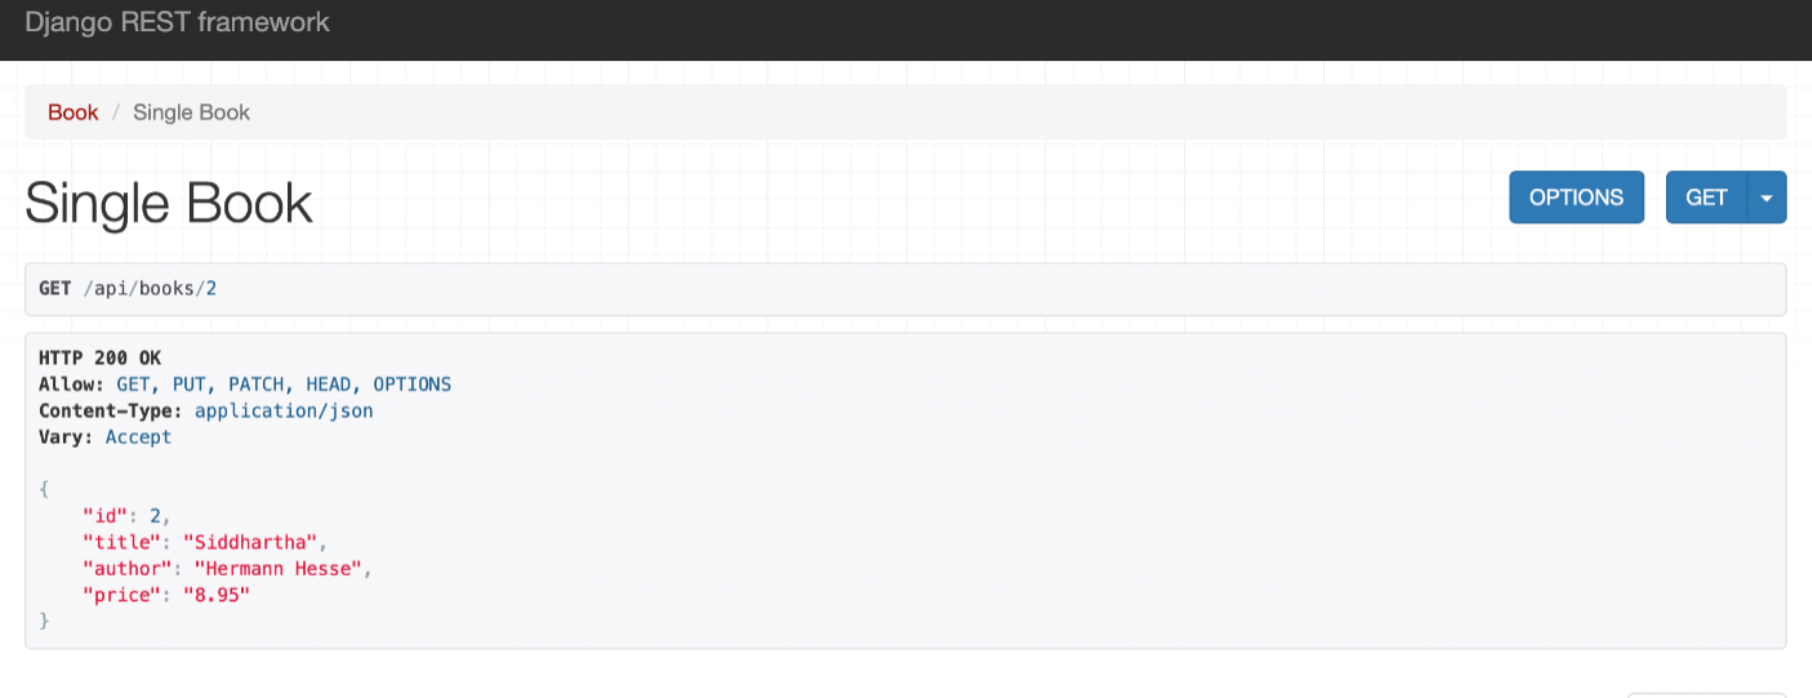 Django REST framework
Book / Single Book
Single Book
OPTIONS
GET
GET /api/books/2
HTTP 200 OK
Allow: GET, PUT, PATCH, HEAD, OPTIONS
Content-Type: application/json
Vary: Accept
{
    "id": 2,
    "title": "Siddhartha",
    "author": "Hermann Hesse",
    "price": "8.95"
}